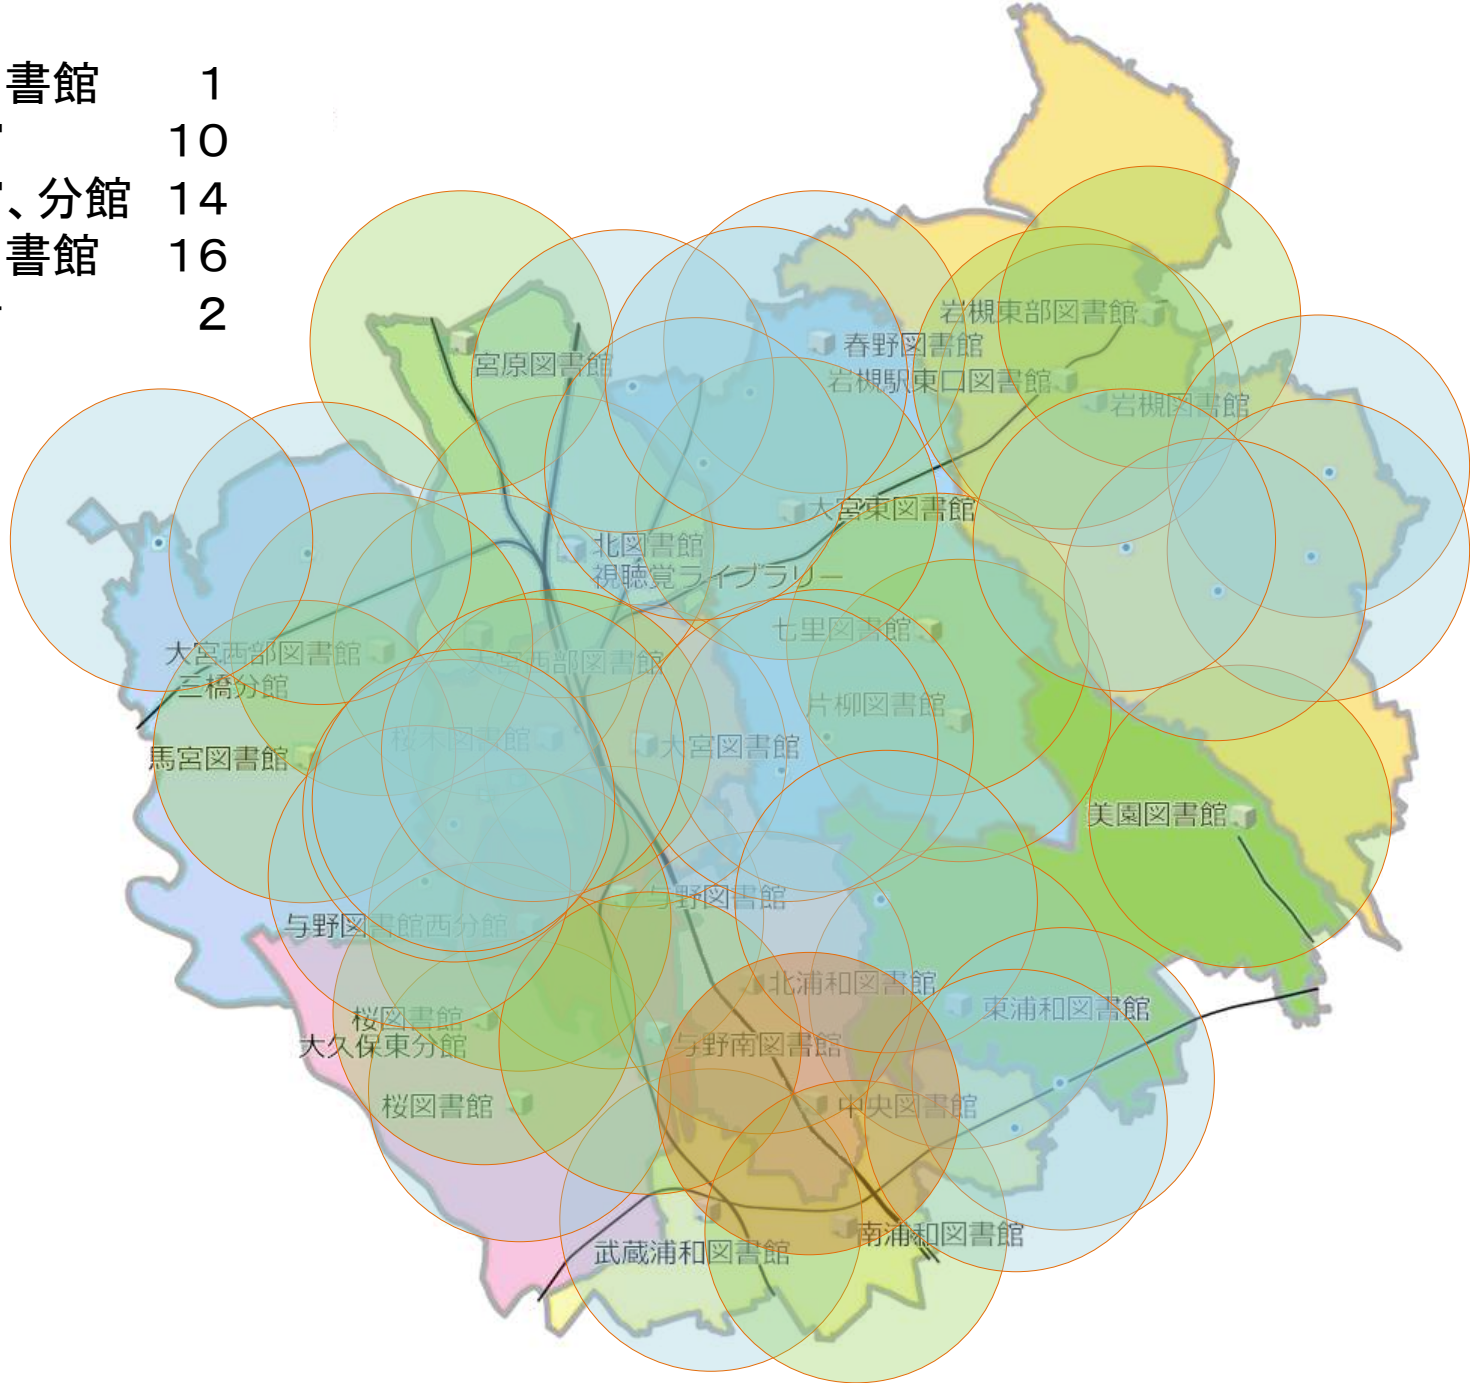 書館 1
10
、分館 14
書館 16
2
岩槻東部図書館
春野図書館
宮原図書館
岩槻駅東口図書館
岩槻図書館
大宮東図書館
北図書館
視聴覚ライブラリー
七里図書館
大宮西部図書館
三橋分館
大宮西部図書館
片柳図書館
桜木図書館
大宮図書館
馬宮図書館
美園図書館
与野図書館
与野図書館西分館
北浦和図書館
東浦和図書館
桜図書館
大久保東分館
与野南図書館
桜図書館
中央図書館
南浦和図書館
武蔵浦和図書館